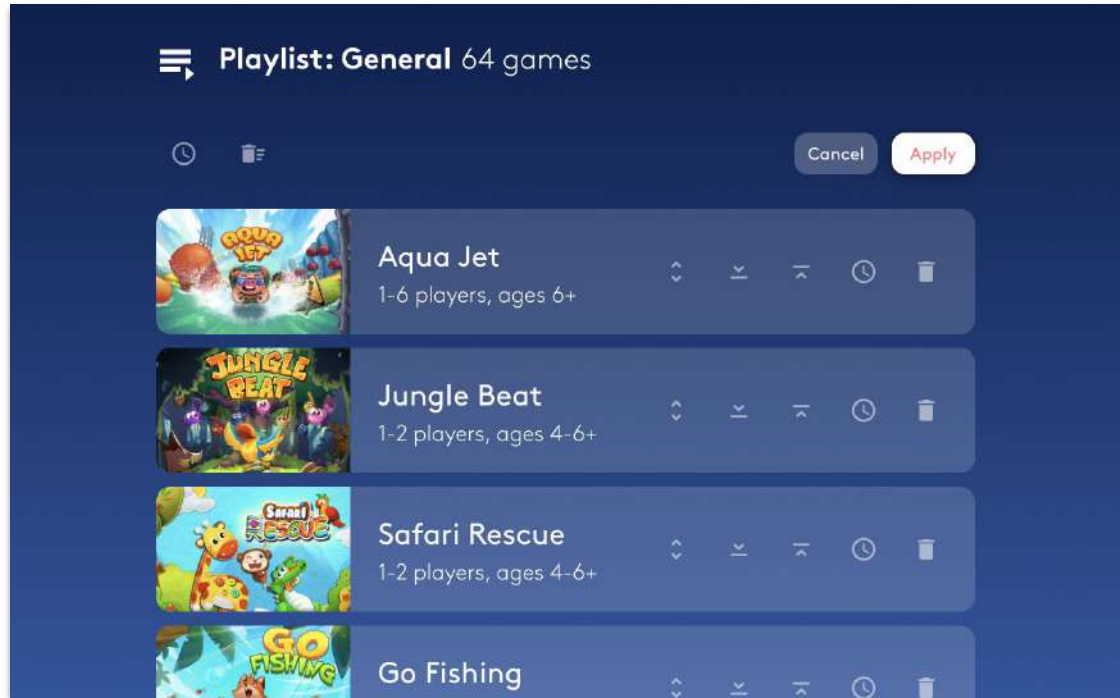 Playlist: General 64 games
Cancel
Apply
AQUA
JET
Aqua Jet
1-6 players, ages 6+
JUNGLE
BEAT
Jungle Beat
1-2 players, ages 4-6+
SAFARI
RESCUE
Safari Rescue
1-2 players, ages 4-6+
GO
FISHING
Go Fishing